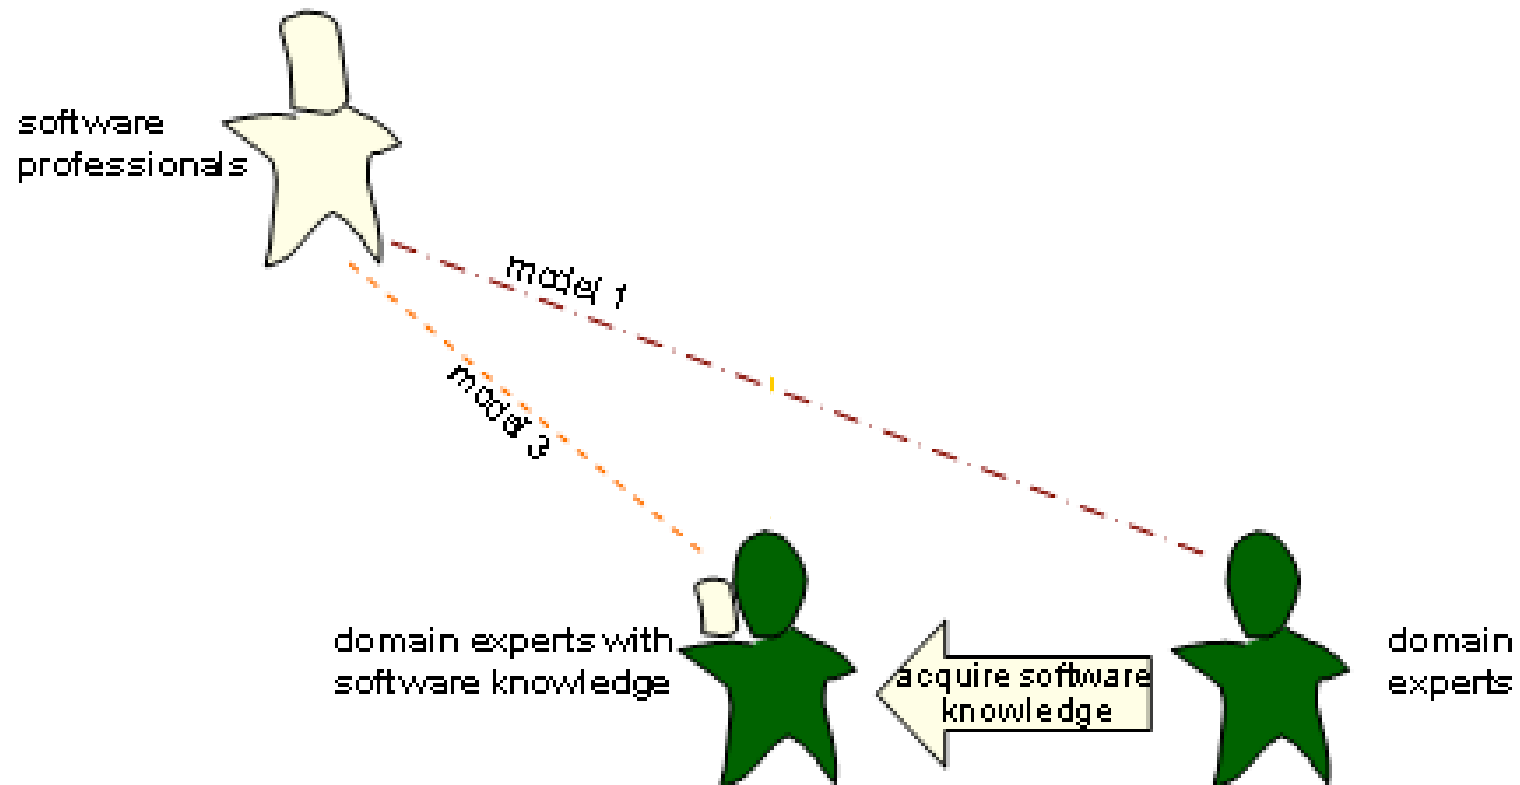 software
professionals
model 1
model 3
domain experts with
software knowledge
acquire software
knowledge
domain
experts